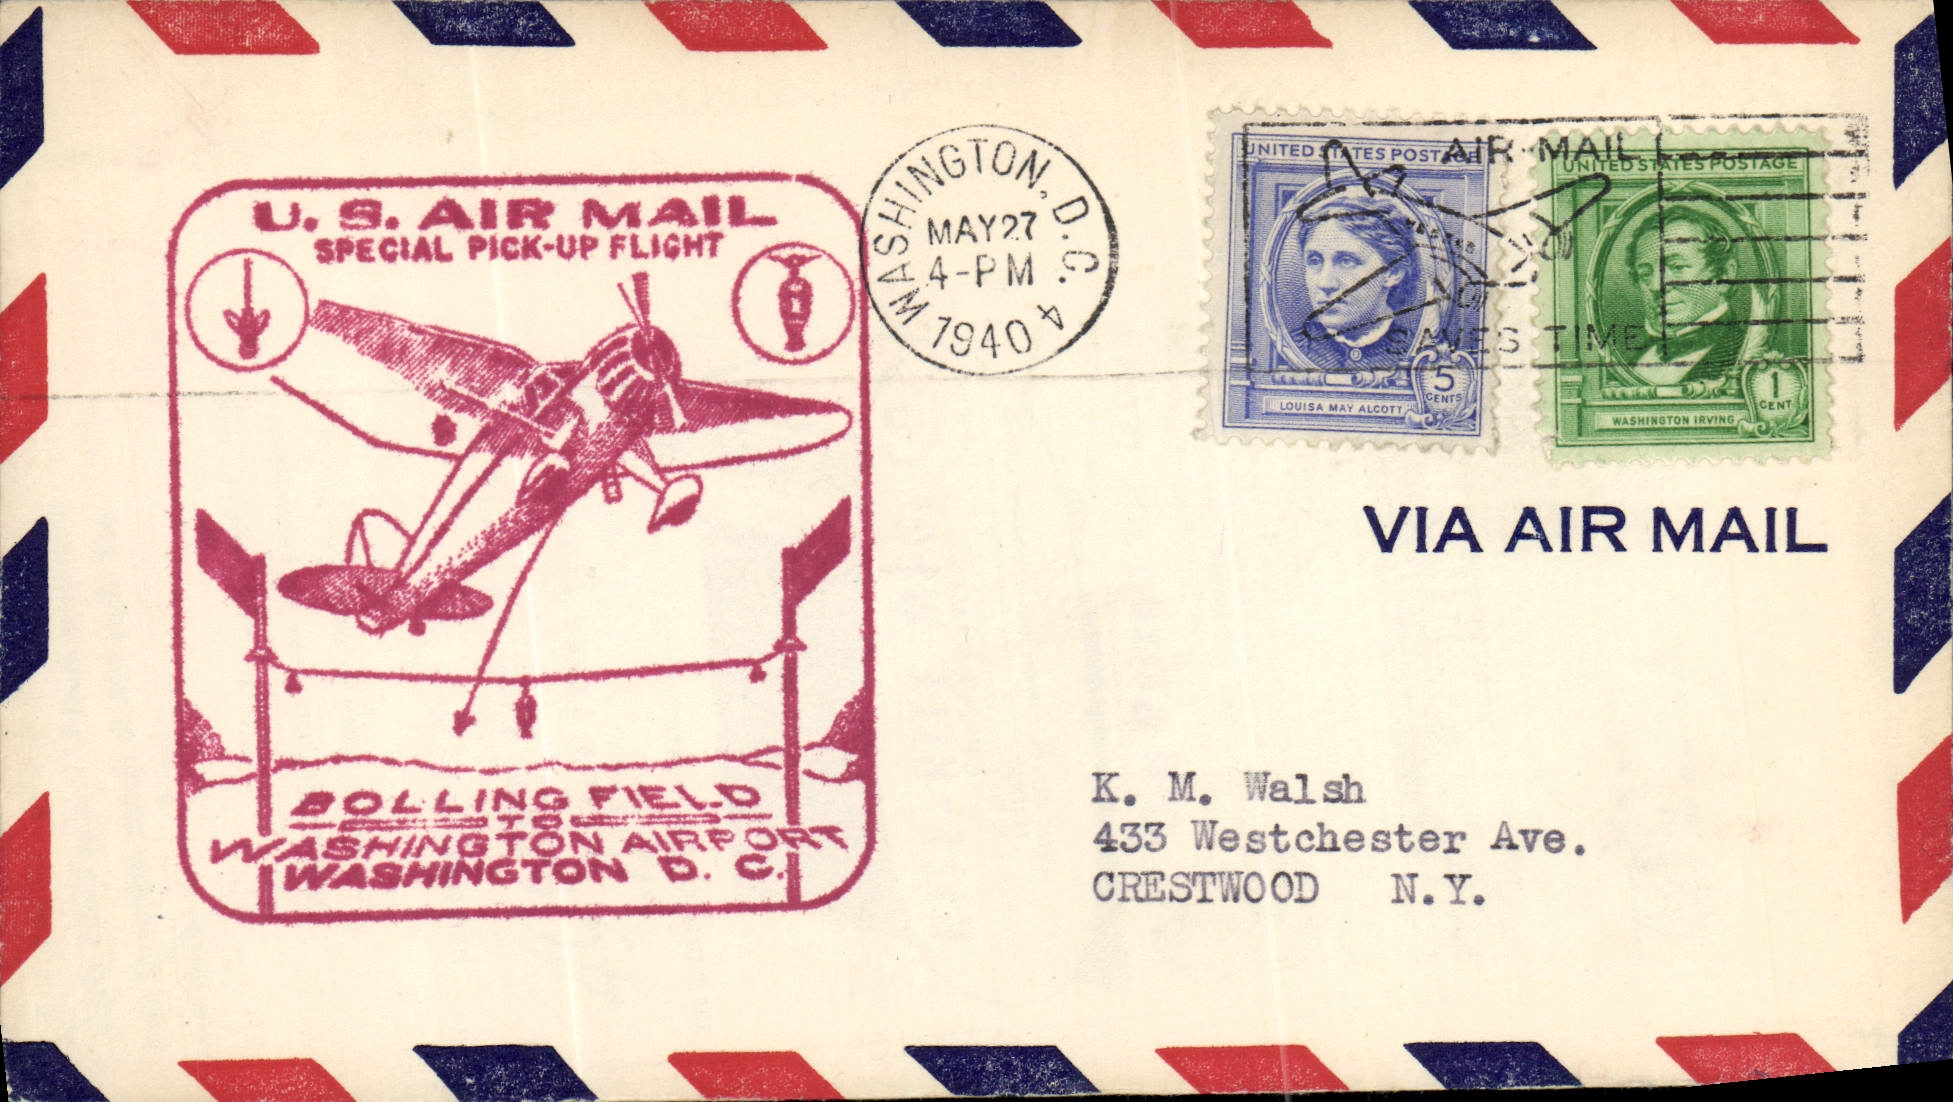 U. S. AIR MAIL
SPECIAL PICK-UP FLIGHT
BOLLING FIELD
TO
WASHINGTON AIRPORT
WASHINGTON D. C.
WASHINGTON, D.C. 4
MAY 27
4-PM
1940
AIR MAIL
SAVES TIME
UNITED STATES POSTAGE
5
CENTS
LOUISA MAY ALCOTT
UNITED STATES POSTAGE
1
CENT
WASHINGTON IRVING
VIA AIR MAIL
K. M. Walsh
433 Westchester Ave.
CRESTWOOD N.Y.